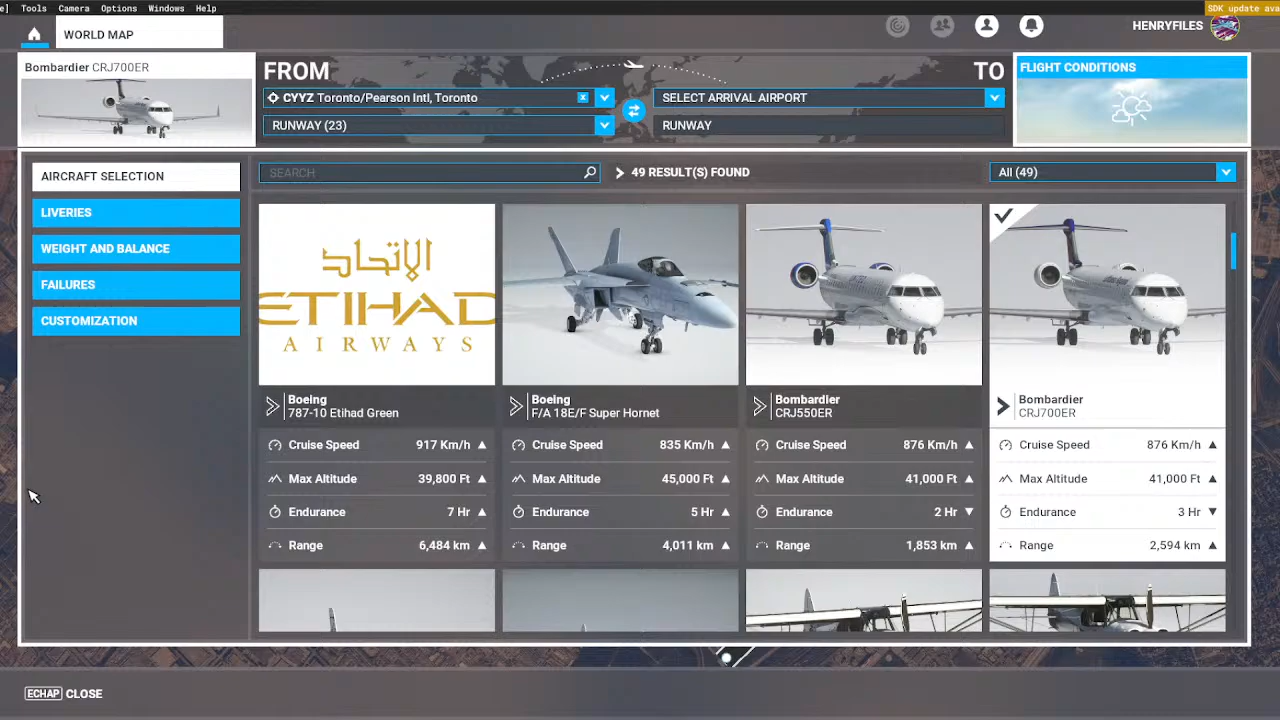 e] Tools Camera Options Windows Help
SDK update ava
WORLD MAP
HENRYFILES
Bombardier CRJ700ER
FROM
TO
FLIGHT CONDITIONS
CYYZ Toronto/Pearson Intl, Toronto
SELECT ARRIVAL AIRPORT
RUNWAY (23)
RUNWAY
AIRCRAFT SELECTION
SEARCH
49 RESULT(S) FOUND
All (49)
LIVERIES
WEIGHT AND BALANCE
FAILURES
CUSTOMIZATION
الإتحاد
ETIHAD
AIRWAYS
Boeing
787-10 Etihad Green
Cruise Speed 917 Km/h
Max Altitude 39,800 Ft
Endurance 7 Hr
Range 6,484 km
Boeing
F/A 18E/F Super Hornet
Cruise Speed 835 Km/h
Max Altitude 45,000 Ft
Endurance 5 Hr
Range 4,011 km
Bombardier
CRJ550ER
Cruise Speed 876 Km/h
Max Altitude 41,000 Ft
Endurance 2 Hr
Range 1,853 km
Bombardier
CRJ700ER
Cruise Speed 876 Km/h
Max Altitude 41,000 Ft
Endurance 3 Hr
Range 2,594 km
ECHAP CLOSE